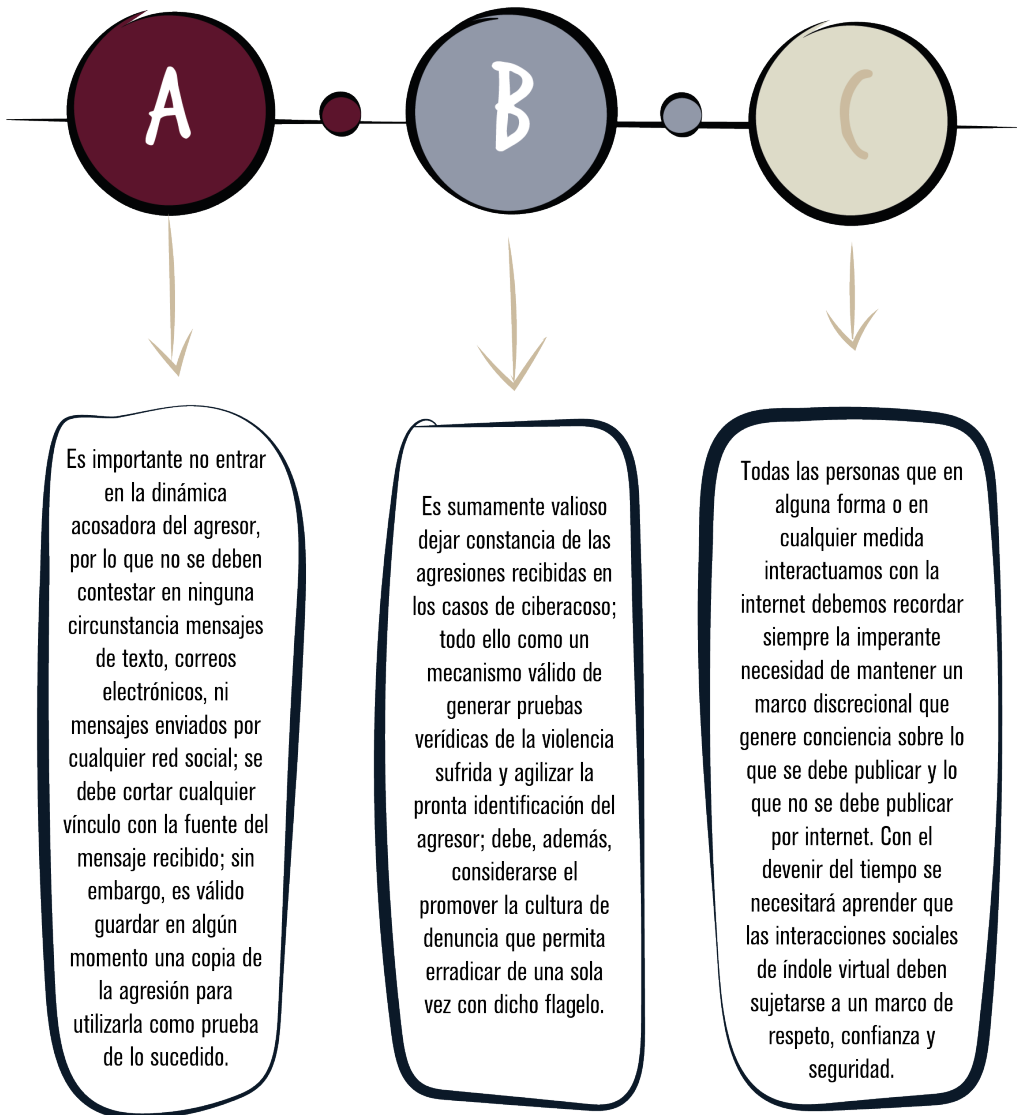 A
B
C
Es importante no entrar
en la dinámica
acosadora del agresor,
por lo que no se deben
contestar en ninguna
circunstancia mensajes
de texto, correos
electrónicos, ni
mensajes enviados por
cualquier red social; se
debe cortar cualquier
vínculo con la fuente del
mensaje recibido; sin
embargo, es válido
guardar en algún
momento una copia de
la agresión para
utilizarla como prueba
de lo sucedido.
Es sumamente valioso
dejar constancia de las
agresiones recibidas en
los casos de ciberacoso;
todo ello como un
mecanismo válido de
generar pruebas
verídicas de la violencia
sufrida y agilizar la
pronta identificación del
agresor; debe, además,
considerarse el
promover la cultura de
denuncia que permita
erradicar de una sola
vez con dicho flagelo.
Todas las personas que en
alguna forma o en
cualquier medida
interactuamos con la
internet debemos recordar
siempre la imperante
necesidad de mantener un
marco discrecional que
genere conciencia sobre lo
que se debe publicar y lo
que no se debe publicar
por internet. Con el
devenir del tiempo se
necesitará aprender que
las interacciones sociales
de índole virtual deben
sujetarse a un marco de
respeto, confianza y
seguridad.